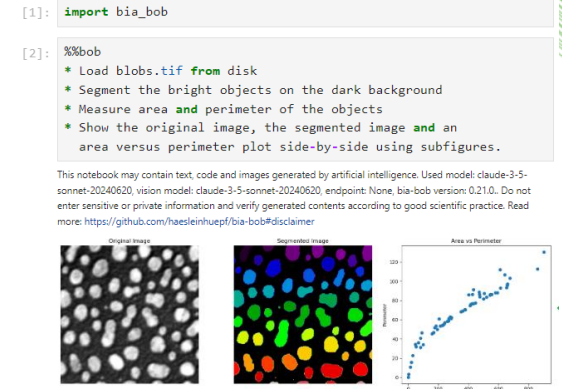 [1]: import bia_bob
[2]: %%bob
* Load blobs.tif from disk
* Segment the bright objects on the dark background
* Measure area and perimeter of the objects
* Show the original image, the segmented image and an
area versus perimeter plot side-by-side using subfigures.
This notebook may contain text, code and images generated by artificial intelligence. Used model: claude-3-5-
sonnet-20240620, vision model: claude-3-5-sonnet-20240620, endpoint: None, bia-bob version: 0.21.0.. Do not
enter sensitive or private information and verify generated contents according to good scientific practice. Read
more: https://github.com/haesleinhuepf/bia-bob#disclaimer
Original Image Segmented Image Area vs Perimeter
Perimeter
120
100
80
60
40
20
0